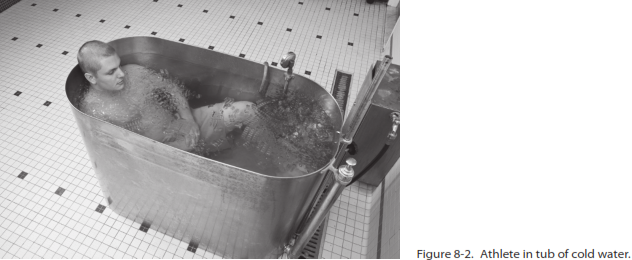 Figure 8-2. Athlete in tub of cold water.